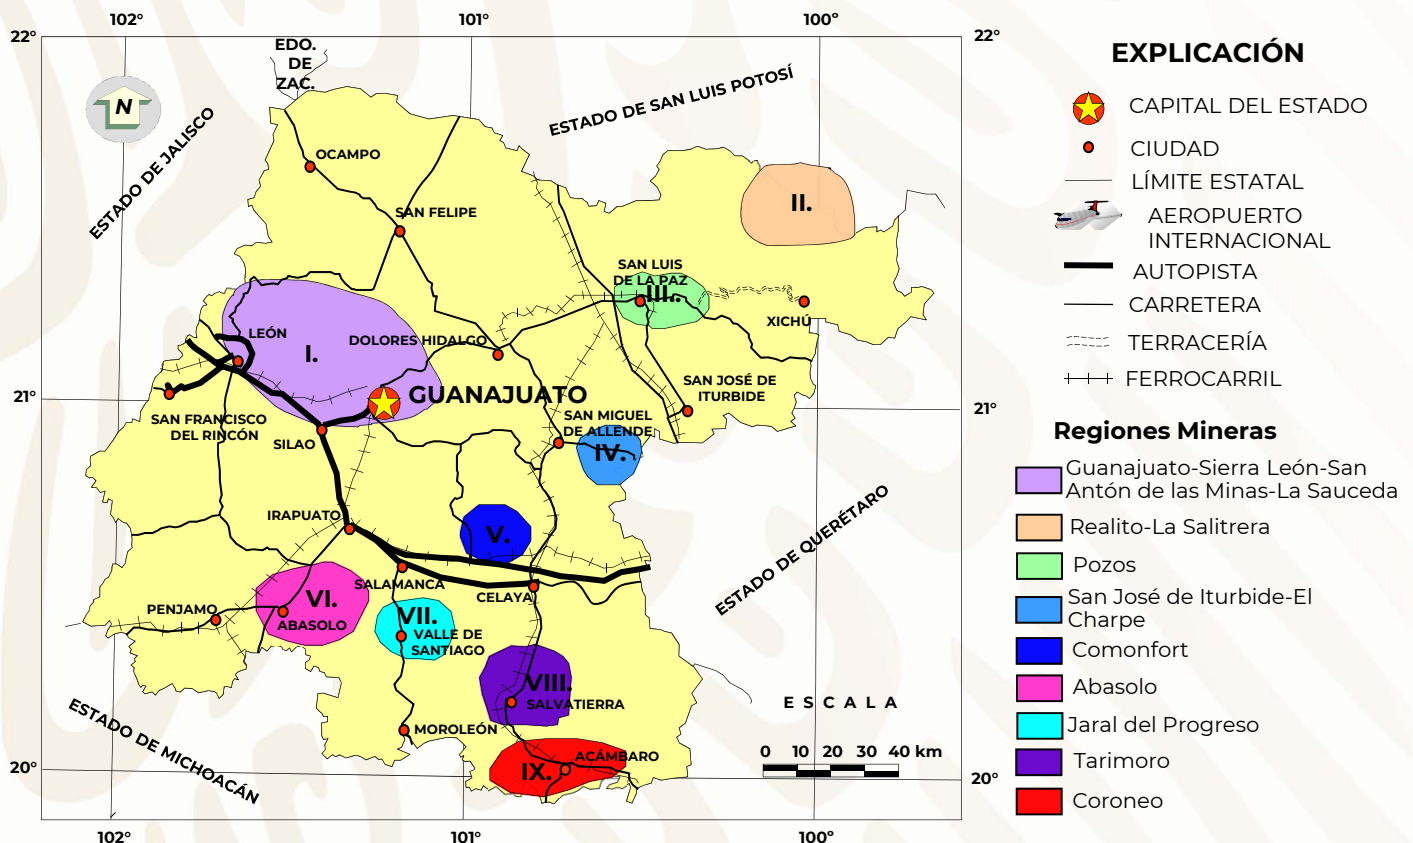 102°
101°
100°
22°
22°
EDO.
DE
ZAC.
N
ESTADO DE JALISCO
ESTADO DE SAN LUIS POTOSÍ
OCAMPO
SAN FELIPE
II.
SAN LUIS
DE LA PAZ
III.
XICHÚ
LEÓN
I.
DOLORES HIDALGO
GUANAJUATO
21°
21°
SAN FRANCISCO
DEL RINCÓN
SILAO
SAN JOSÉ DE
ITURBIDE
SAN MIGUEL
DE ALLENDE
IV.
IRAPUATO
V.
ESTADO DE QUERÉTARO
SALAMANCA
CELAYA
PENJAMO
VI.
ABASOLO
VII.
VALLE DE
SANTIAGO
VIII.
SALVATIERRA
MOROLEÓN
ACÁMBARO
IX.
ESTADO DE MICHOACÁN
ESCALA
0 10 20 30 40 km
20°
20°
102°
101°
100°
EXPLICACIÓN
CAPITAL DEL ESTADO
CIUDAD
LÍMITE ESTATAL
AEROPUERTO
INTERNACIONAL
AUTOPISTA
CARRETERA
TERRACERÍA
FERROCARRIL
Regiones Mineras
Guanajuato-Sierra León-San
Antón de las Minas-La Sauceda
Realito-La Salitrera
Pozos
San José de Iturbide-El
Charpe
Comonfort
Abasolo
Jaral del Progreso
Tarimoro
Coroneo